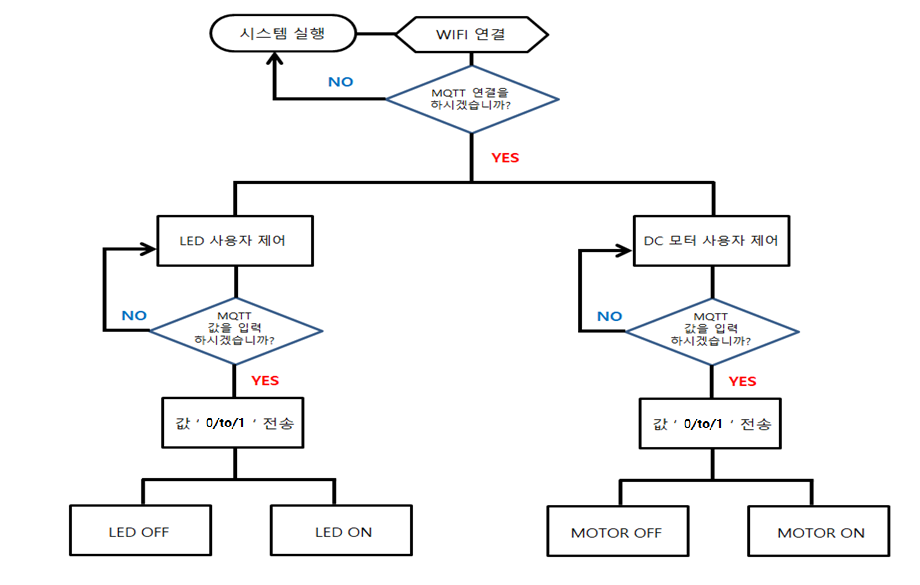 시스템 실행
WIFI 연결
NO
MQTT 연결을
하시겠습니까?
YES
LED 사용자 제어
DC 모터 사용자 제어
NO
MQTT
값을 입력
하시겠습니까?
NO
MQTT
값을 입력
하시겠습니까?
YES
YES
값 ‘ 0/to/1 ’ 전송
값 ‘ 0/to/1 ’ 전송
LED OFF
LED ON
MOTOR OFF
MOTOR ON